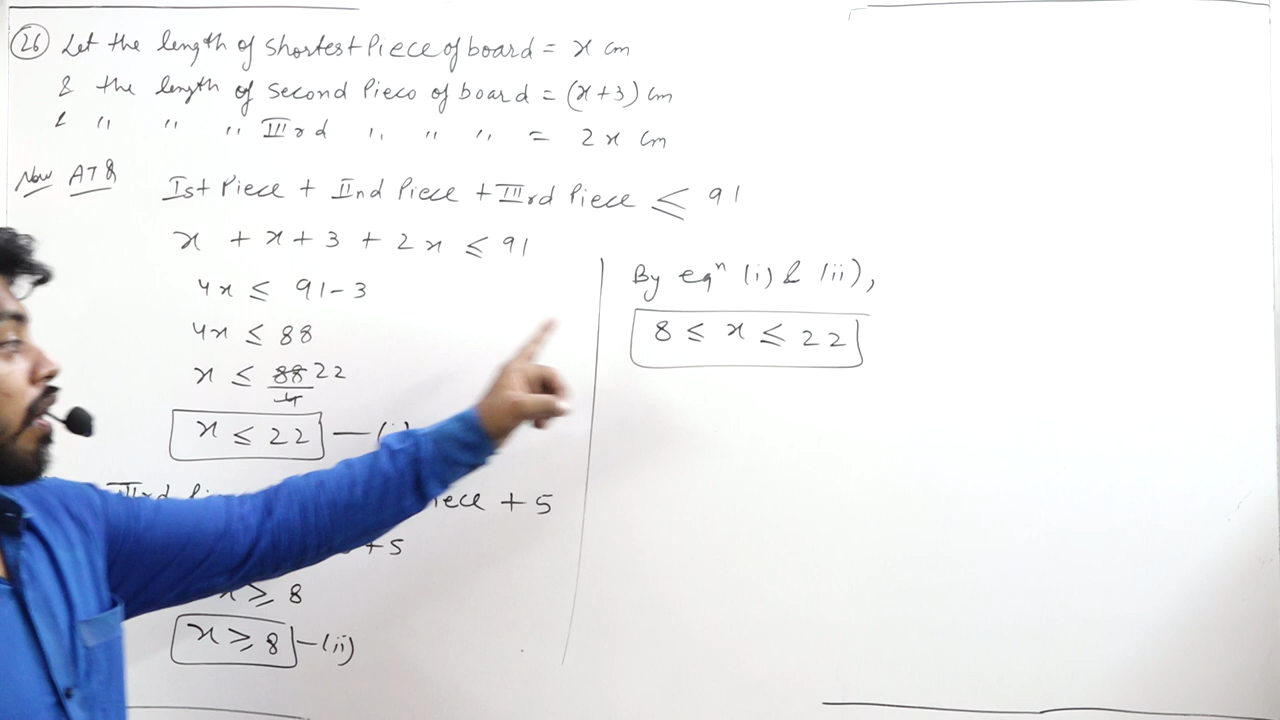 26 Let the length of shortest Piece of board = x cm
& the length of second Piece of board = (x+3) cm
& " " " IIIrd " " " = 2x cm
Now ATQ Ist Piece + IInd Piece + IIIrd Piece ≤ 91
x + x + 3 + 2x ≤ 91
4x ≤ 91-3
4x ≤ 88
x ≤ 88/4 22
x ≤ 22 —(i)
IIIrd + 5
+5
x ≥ 8
x ≥ 8 —(ii)
By eqn (i) & (ii),
8 ≤ x ≤ 22